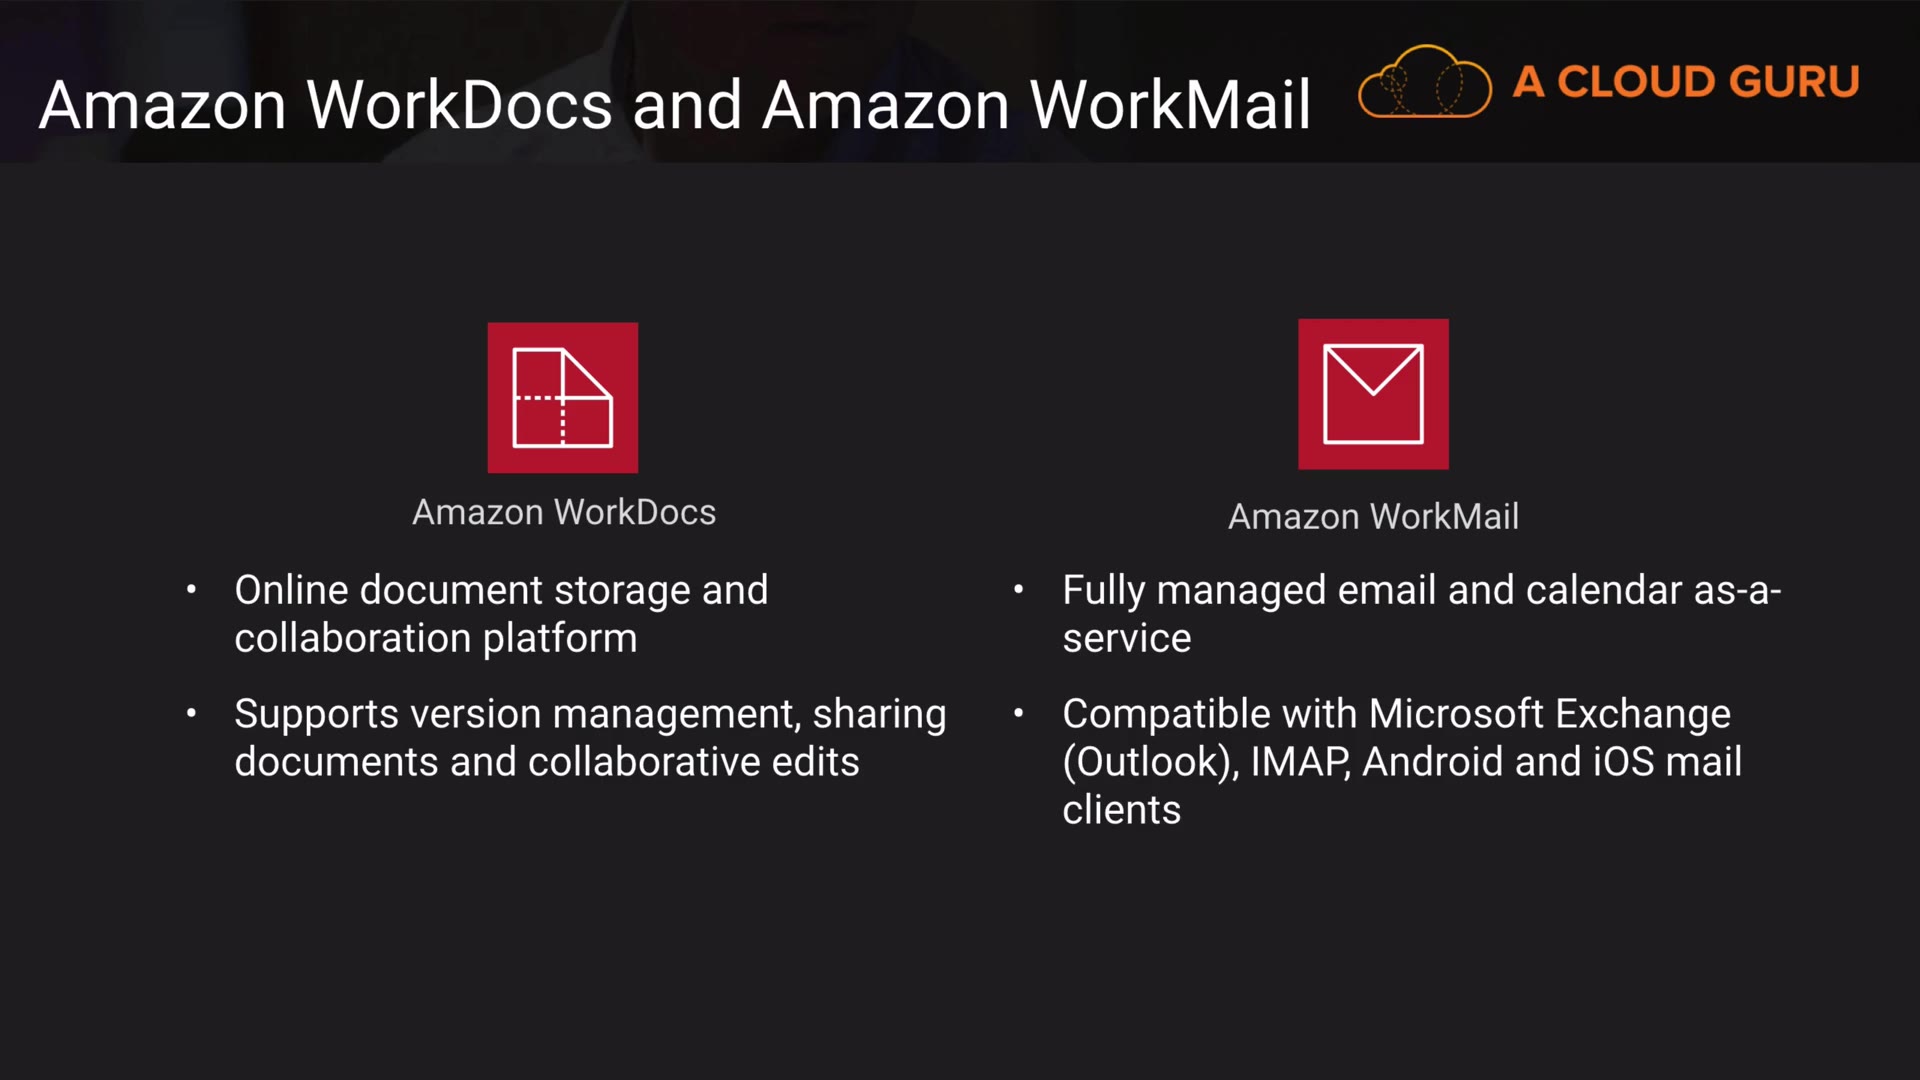 Amazon WorkDocs and Amazon WorkMail
A CLOUD GURU
Amazon WorkDocs
• Online document storage and
collaboration platform
• Supports version management, sharing
documents and collaborative edits
Amazon WorkMail
• Fully managed email and calendar as-a-
service
• Compatible with Microsoft Exchange
(Outlook), IMAP, Android and iOS mail
clients